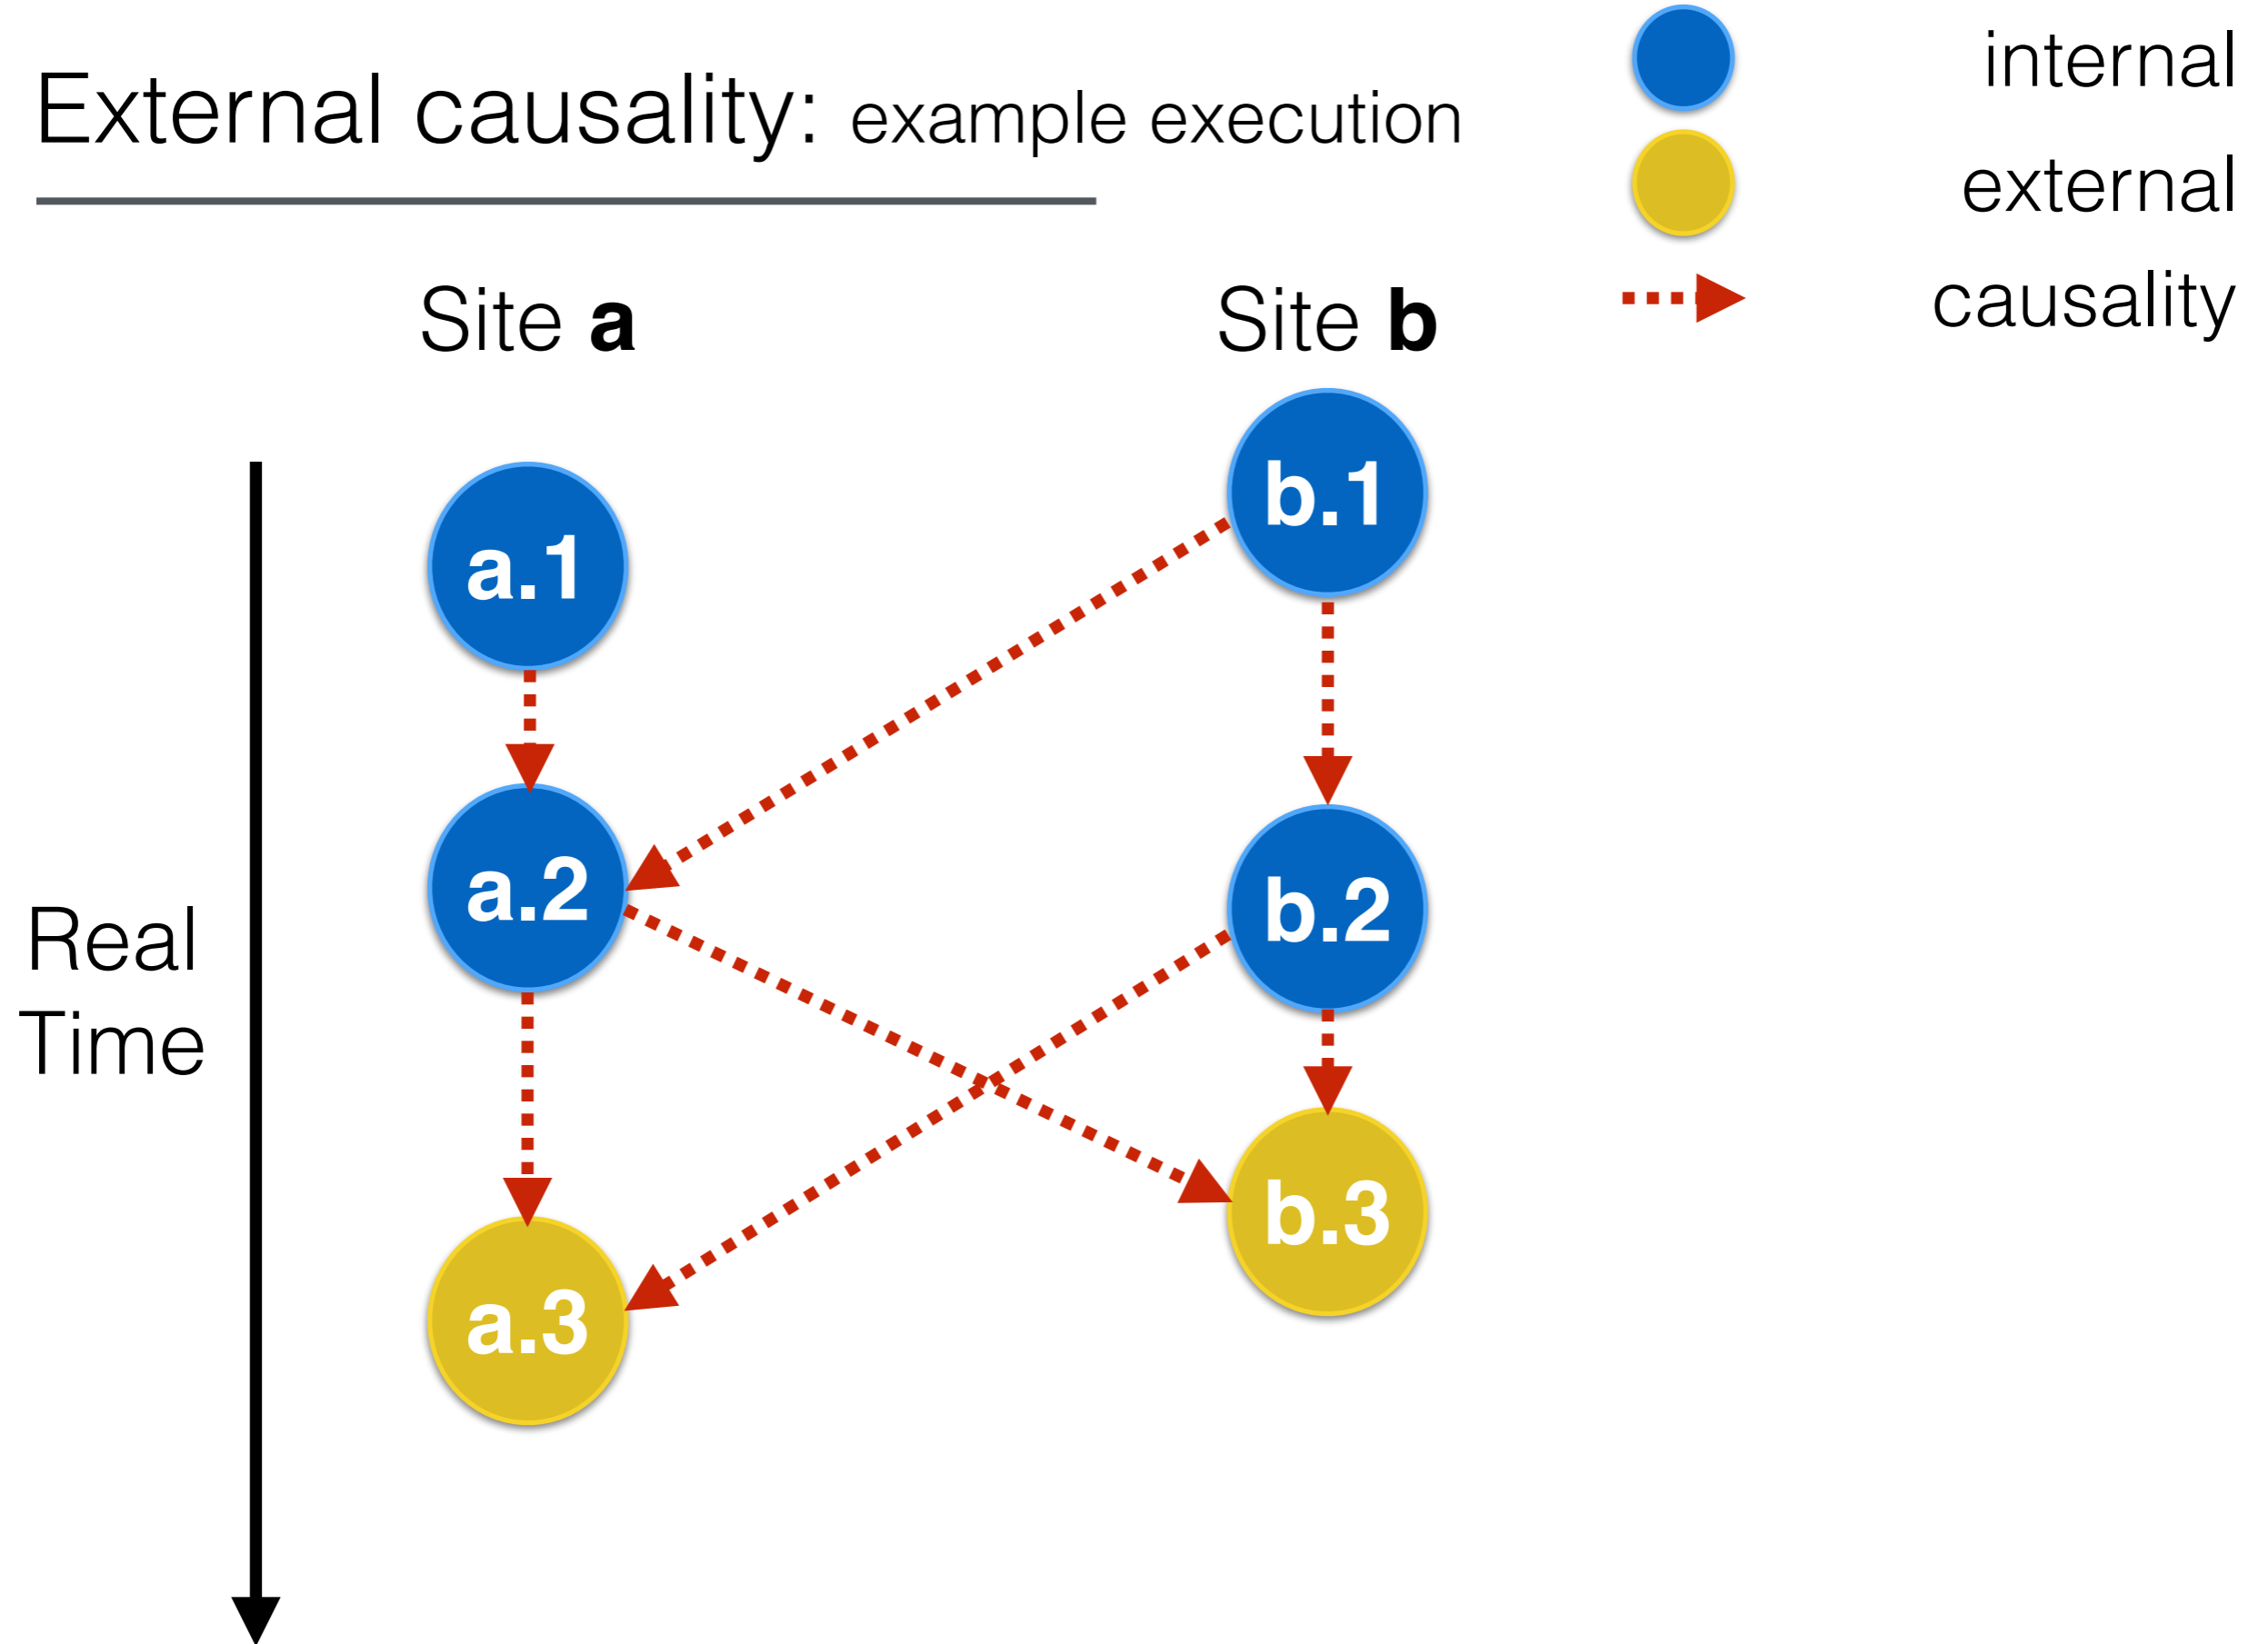 External causality: example execution
internal
external
causality
Site a
Site b
b.1
a.1
a.2
b.2
Real
Time
b.3
a.3